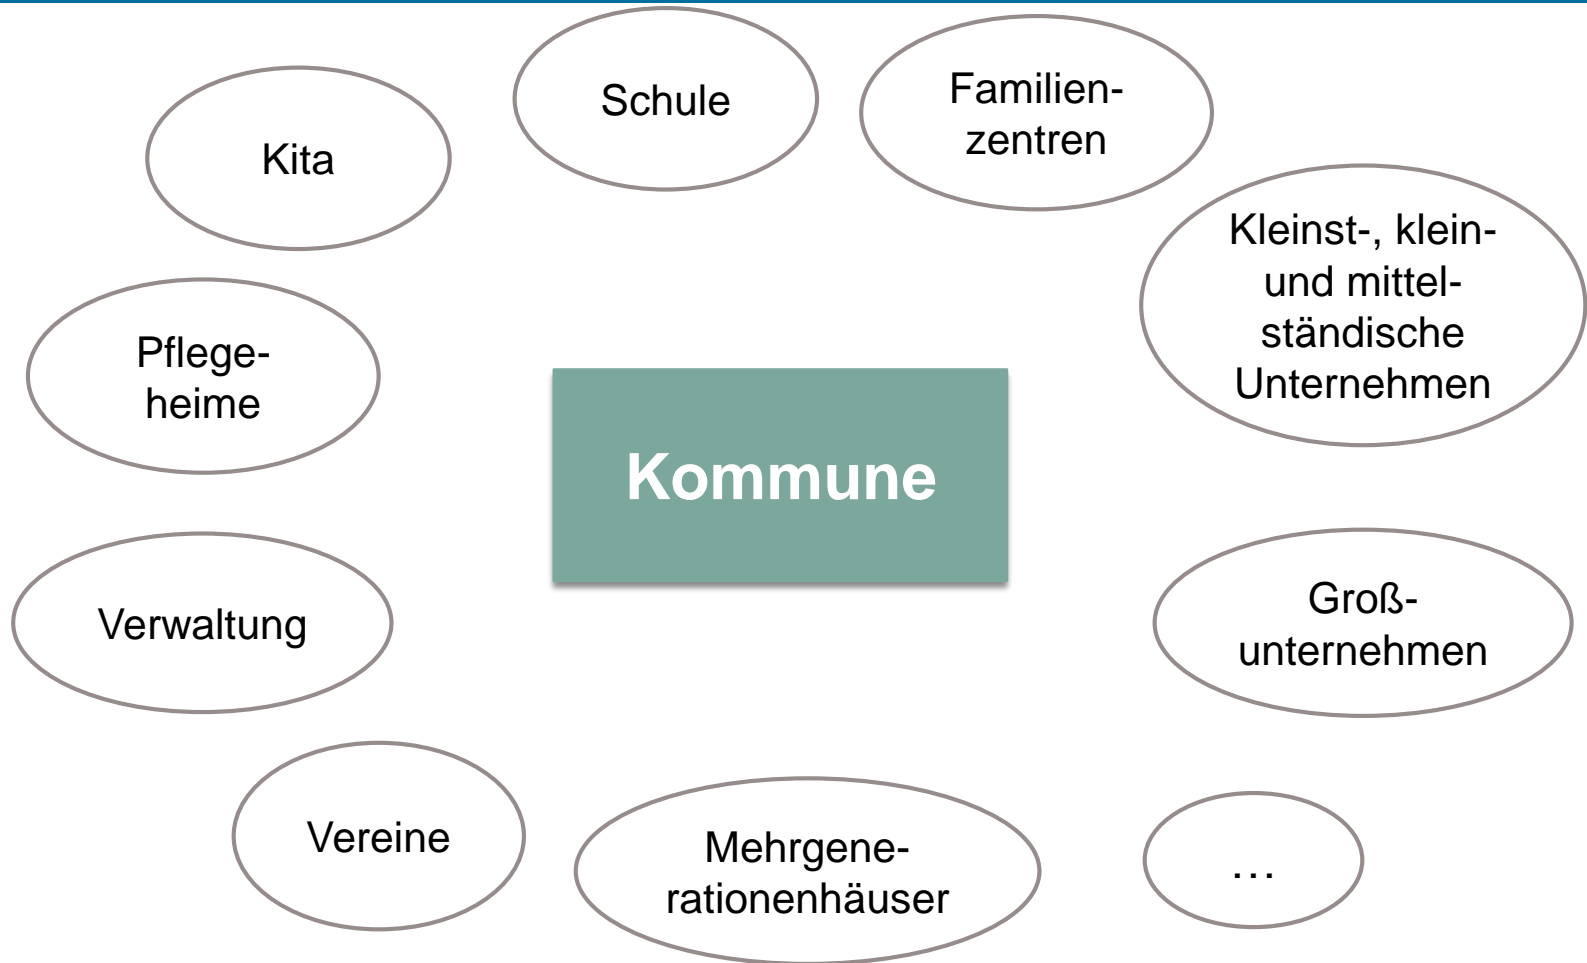 Schule
Familien-
zentren
Kita
Kleinst-, klein-
und mittel-
ständische
Unternehmen
Pflege-
heime
Kommune
Verwaltung
Groß-
unternehmen
Vereine
Mehrgene-
rationenhäuser
…